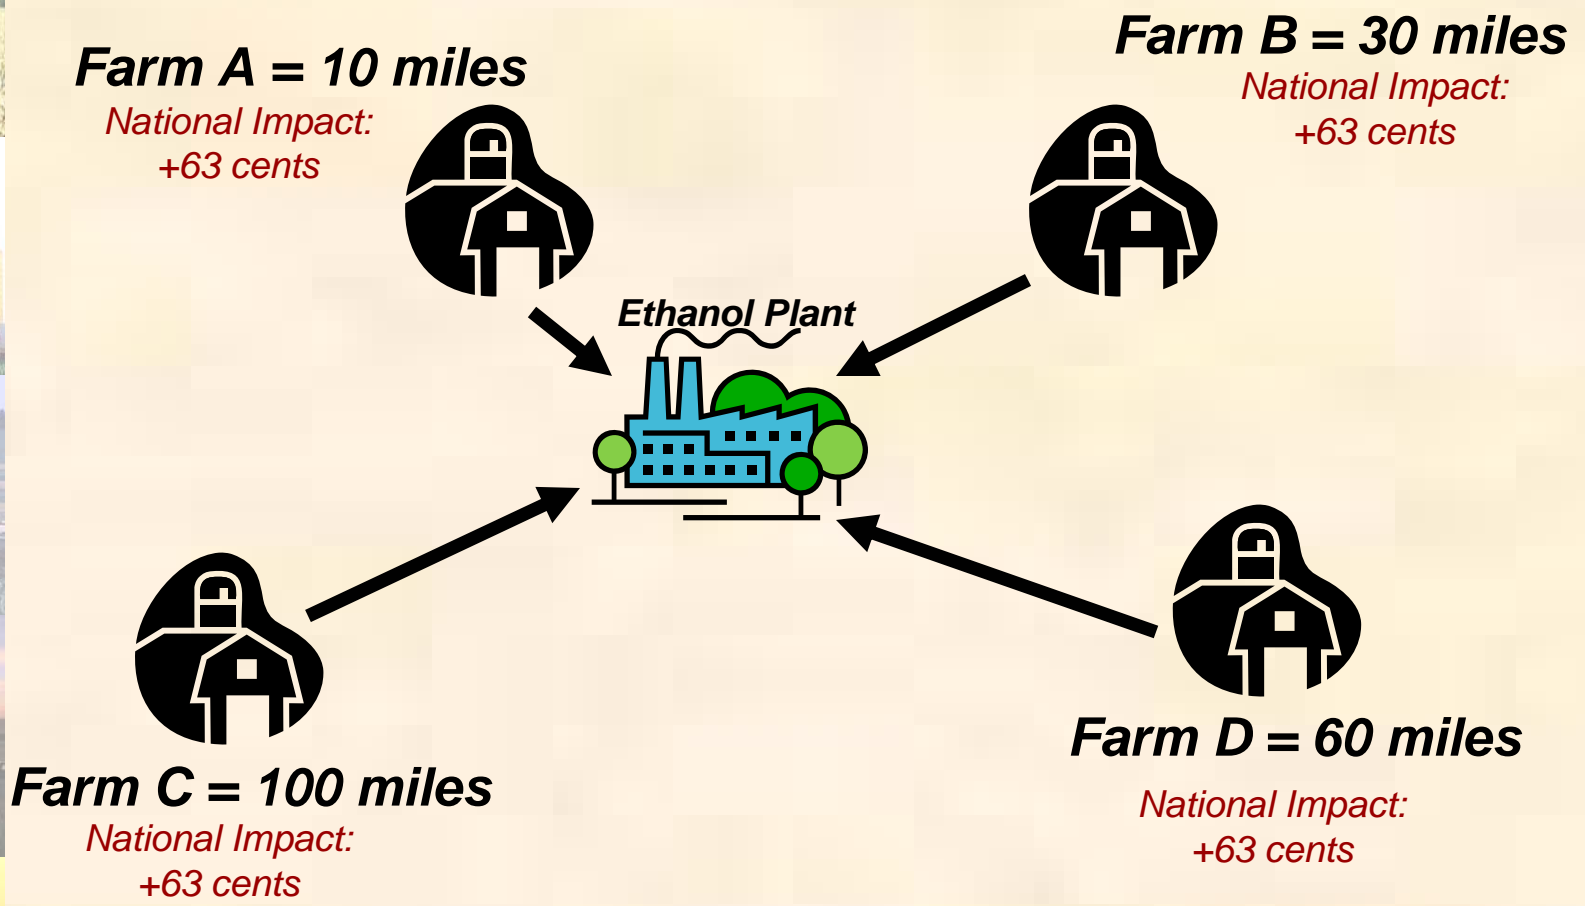 Farm A = 10 miles
National Impact:
+63 cents
Farm B = 30 miles
National Impact:
+63 cents
Ethanol Plant
Farm C = 100 miles
National Impact:
+63 cents
Farm D = 60 miles
National Impact:
+63 cents